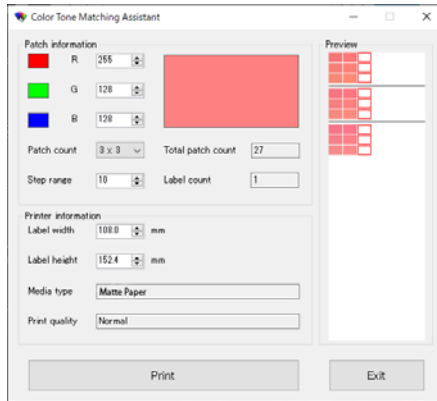 Color Tone Matching Assistant
Patch information
R 255
G 128
B 128
Patch count 3 x 3 Total patch count 27
Step range 10 Label count 1
Printer information
Label width 108.0 mm
Label height 152.4 mm
Media type Matte Paper
Print quality Normal
Print
Preview
Exit